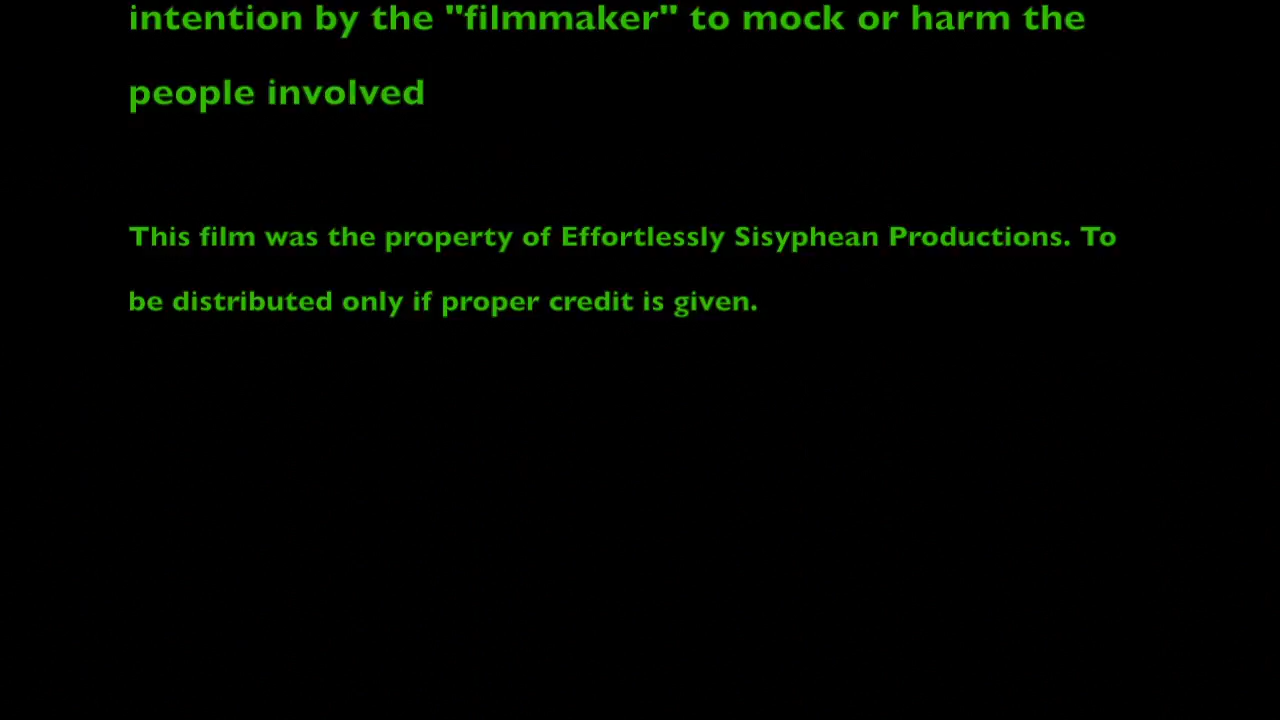 intention by the "filmmaker" to mock or harm the
people involved
This film was the property of Effortlessly Sisyphean Productions. To
be distributed only if proper credit is given.